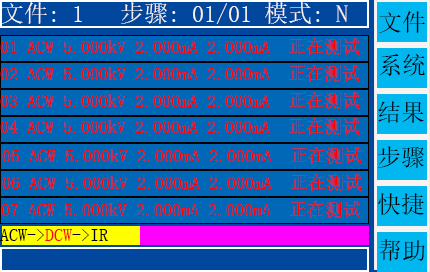 文件: 1 步骤: 01/01 模式: N
01 ACW 5.000kV 2.000mA 2.000mA 正在测试
02 ACW 5.000kV 2.000mA 2.000mA 正在测试
03 ACW 5.000kV 2.000mA 2.000mA 正在测试
04 ACW 5.000kV 2.000mA 2.000mA 正在测试
05 ACW 5.000kV 2.000mA 2.000mA 正在测试
06 ACW 5.000kV 2.000mA 2.000mA 正在测试
07 ACW 5.000kV 2.000mA 2.000mA 正在测试
ACW->DCW->IR
文件
系统
结果
步骤
快捷
帮助